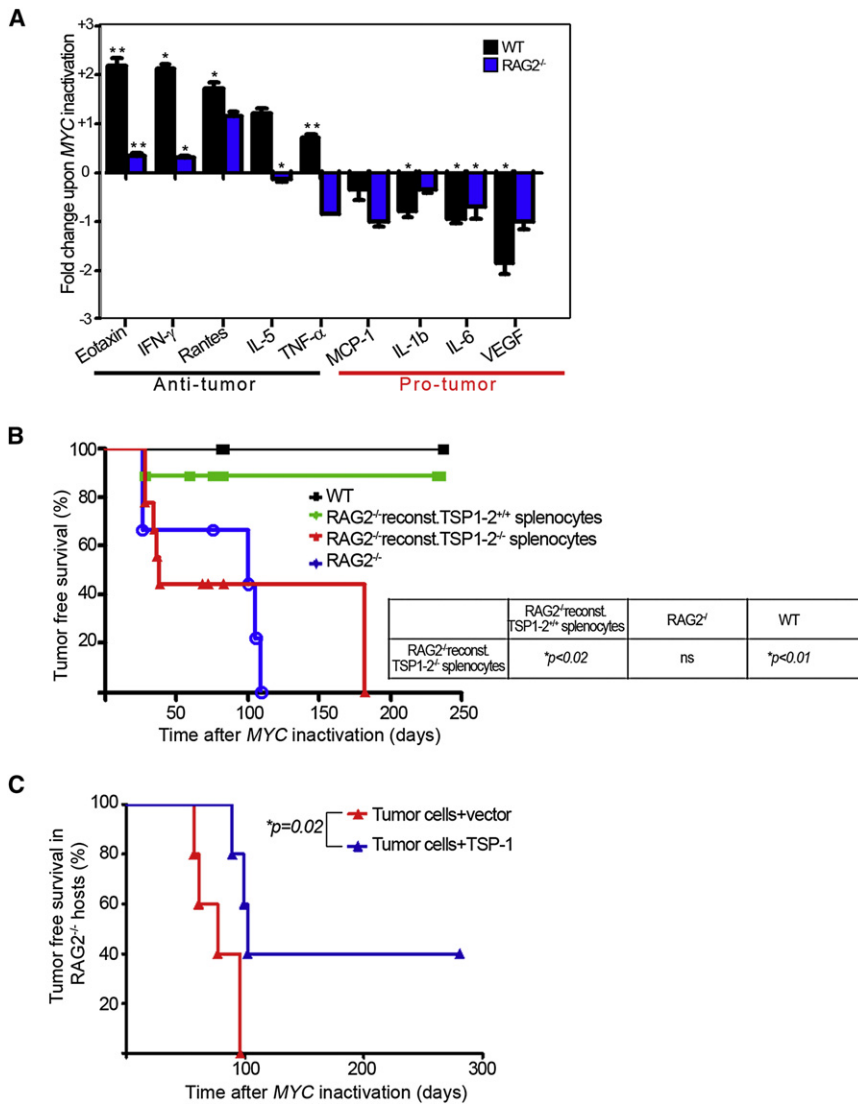 A
Fold change upon MYC inactivation
+3
+2
+1
0
-1
-2
-3
** * * **
** * * * * * *
WT
RAG2-/-
Eotaxin IFN-γ Rantes IL-5 TNF-α MCP-1 IL-1b IL-6 VEGF
Anti-tumor Pro-tumor
B
Tumor free survival (%)
100
80
60
40
20
WT
RAG2-/-reconst.TSP1-2+/+ splenocytes
RAG2-/-reconst.TSP1-2-/- splenocytes
RAG2-/-
50 100 150 200 250
Time after MYC inactivation (days)
RAG2-/-reconst.
TSP1-2+/+ splenocytes
RAG2-/
WT
RAG2-/-reconst.
TSP1-2-/- splenocytes
*p<0.02
ns
*p<0.01
C
Tumor free survival in
RAG2-/- hosts (%)
100
80
60
40
20
*p=0.02
Tumor cells+vector
Tumor cells+TSP-1
100 200 300
Time after MYC inactivation (days)